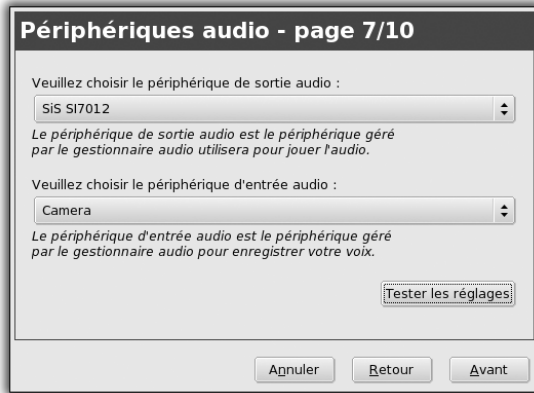 Périphériques audio - page 7/10
Veuillez choisir le périphérique de sortie audio :
SiS SI7012
Le périphérique de sortie audio est le périphérique géré
par le gestionnaire audio utilisera pour jouer l'audio.
Veuillez choisir le périphérique d'entrée audio :
Camera
Le périphérique d'entrée audio est le périphérique géré
par le gestionnaire audio pour enregistrer votre voix.
Tester les réglages
Annuler
Retour
Avant